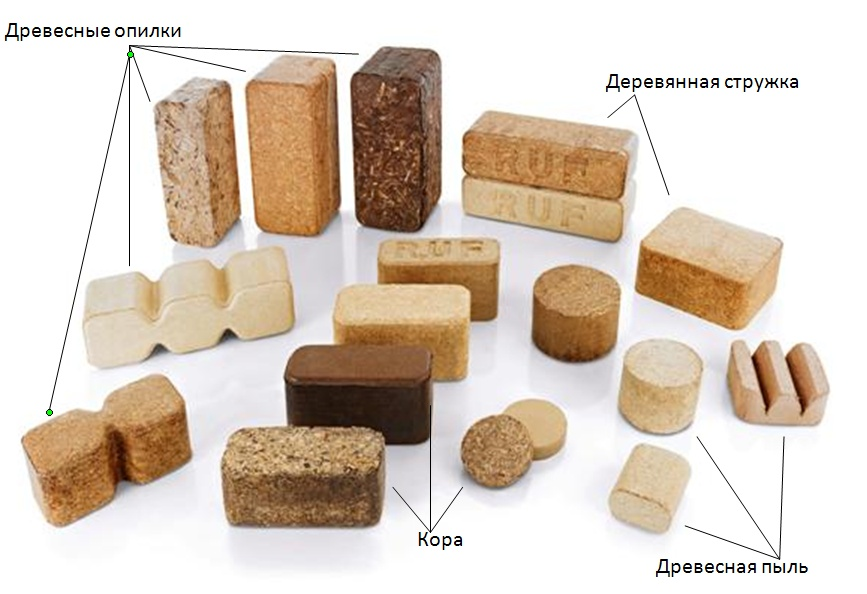 Древесные опилки
Деревянная стружка
RUF
RUF
RUF
Кора
Древесная пыль